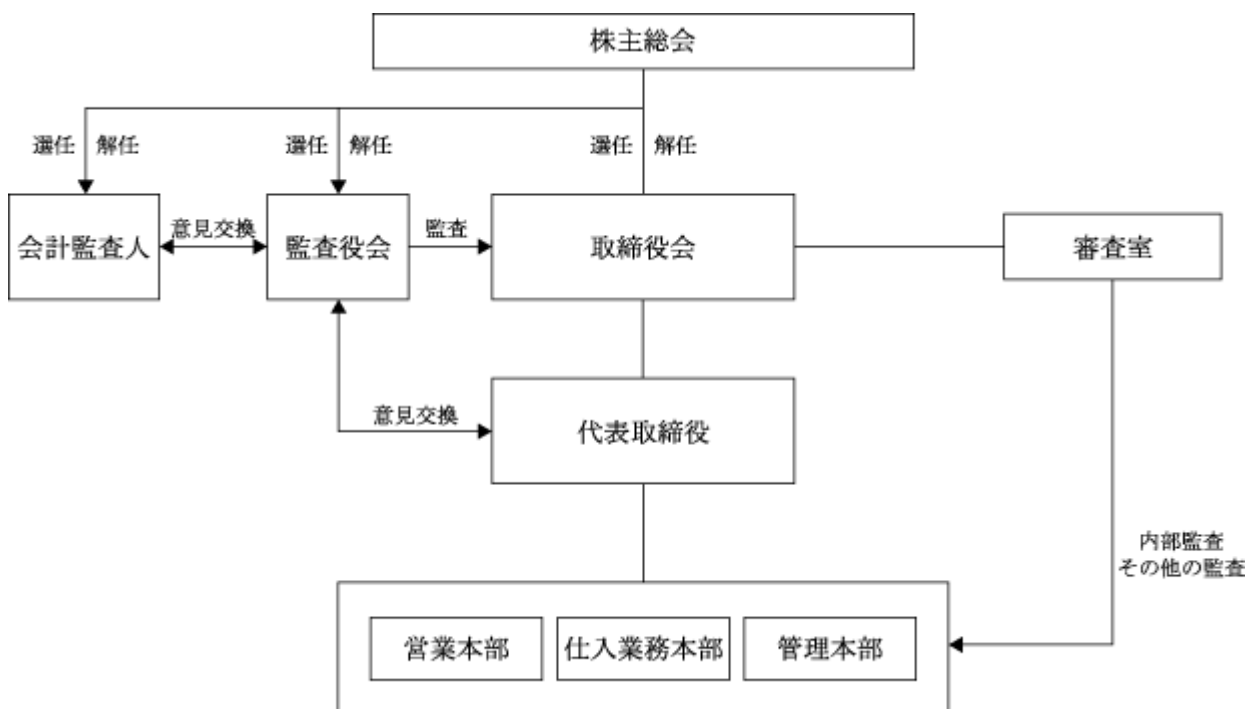 株主総会
選任 解任
選任 解任
選任 解任
会計監査人
意見交換
監査役会
監査
取締役会
審査室
意見交換
代表取締役
内部監査
その他の監査
営業本部
仕入業務本部
管理本部